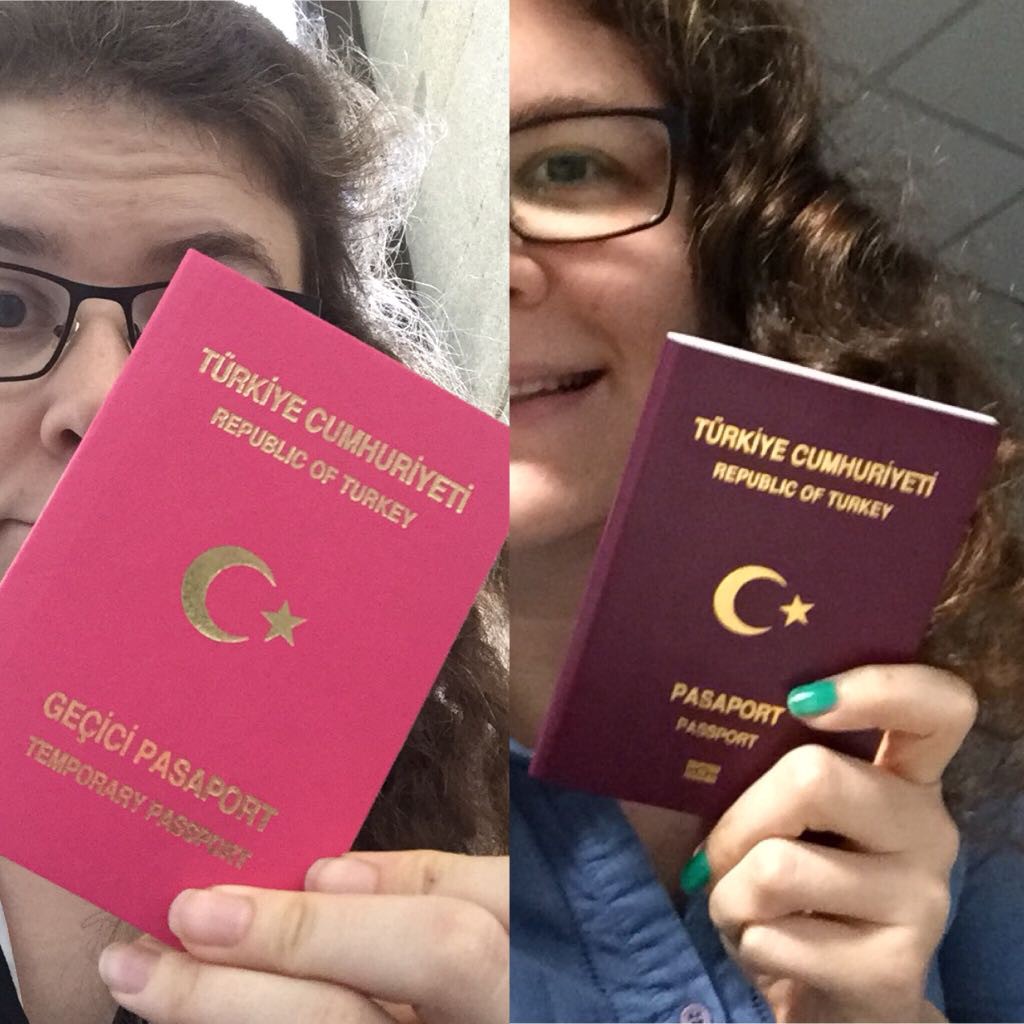 TÜRKİYE CUMHURİYETİ
REPUBLIC OF TURKEY
GEÇİCİ PASAPORT
TEMPORARY PASSPORT
TÜRKİYE CUMHURİYETİ
REPUBLIC OF TURKEY
PASAPORT
PASSPORT